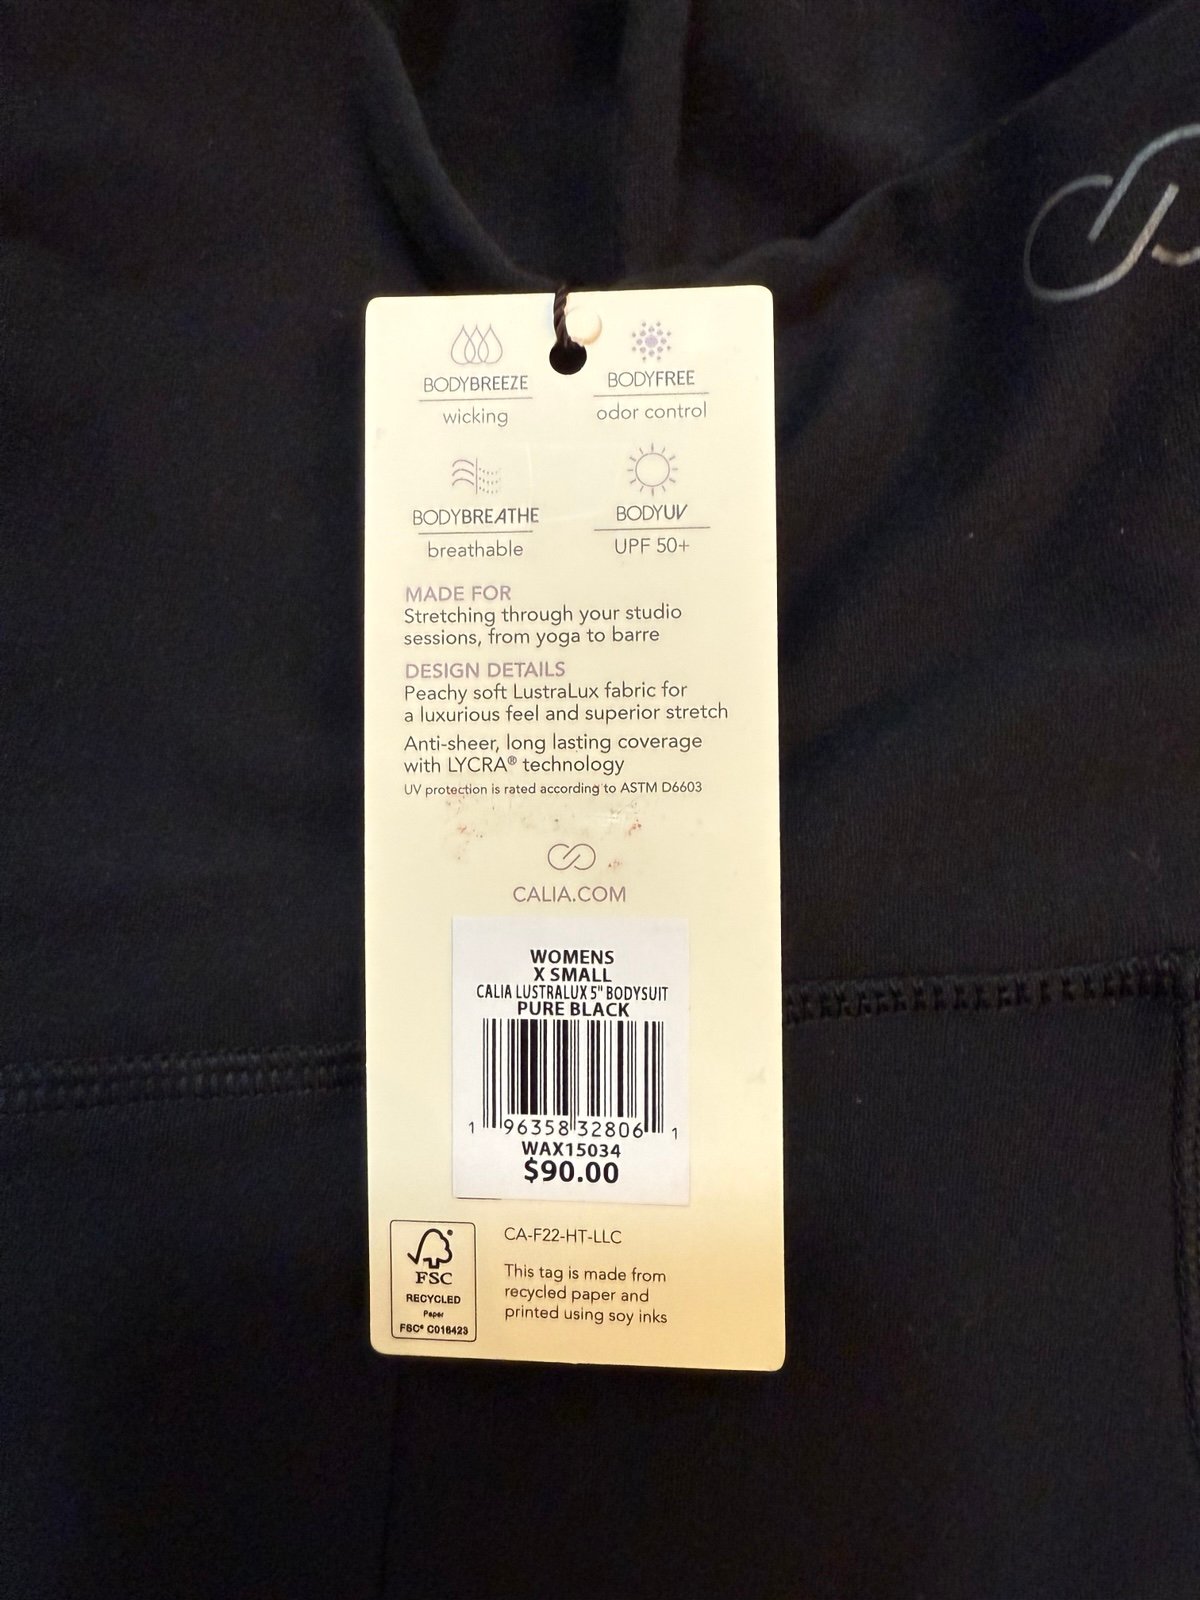 BODYBREEZE
wicking
BODYFREE
odor control
BODYBREATHE
breathable
BODYUV
UPF 50+
MADE FOR
Stretching through your studio
sessions, from yoga to barre
DESIGN DETAILS
Peachy soft LustraLux fabric for
a luxurious feel and superior stretch
Anti-sheer, long lasting coverage
with LYCRA® technology
UV protection is rated according to ASTM D6603
CALIA.COM
WOMENS
X SMALL
CALIA LUSTRALUX 5" BODYSUIT
PURE BLACK
1 96358 32806 1
WAX15034
$90.00
FSC
RECYCLED
Paper
FSC® C016423
CA-F22-HT-LLC
This tag is made from
recycled paper and
printed using soy inks